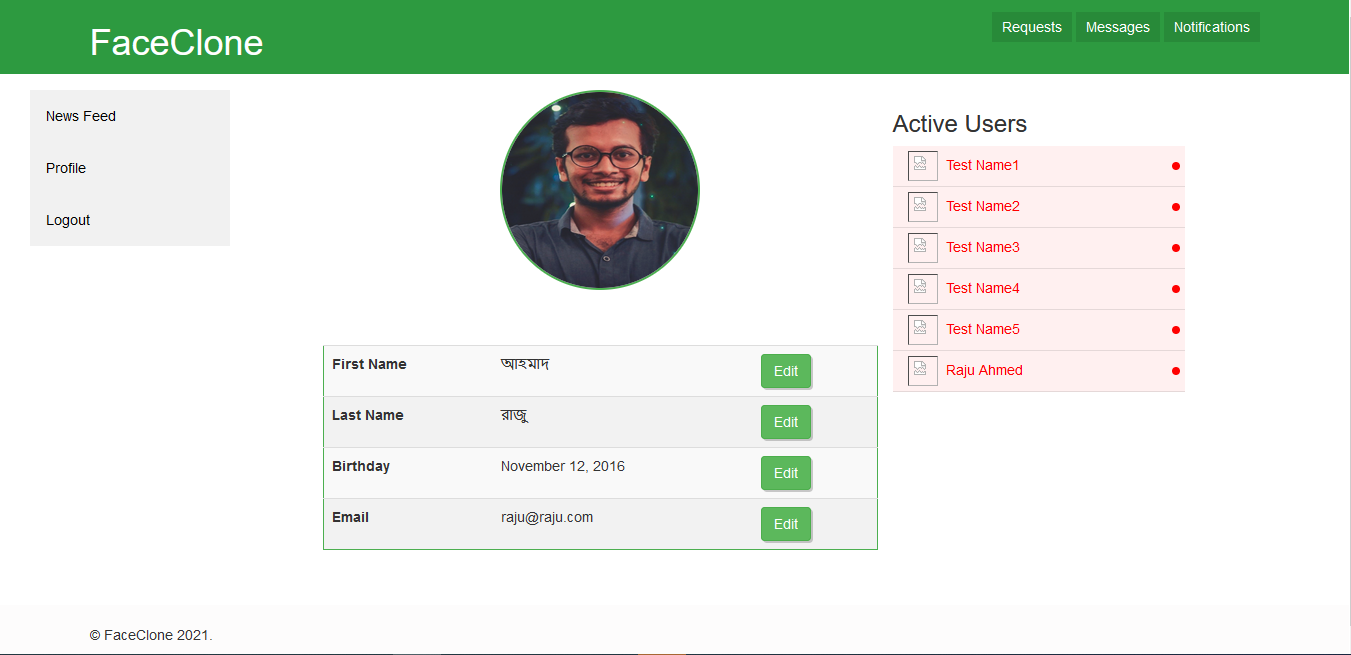 FaceClone
Requests Messages Notifications
News Feed
Profile
Logout
Active Users
Test Name1
Test Name2
Test Name3
Test Name4
Test Name5
Raju Ahmed
First Name আহমাদ Edit
Last Name রাজু Edit
Birthday November 12, 2016 Edit
Email raju@raju.com Edit
© FaceClone 2021.